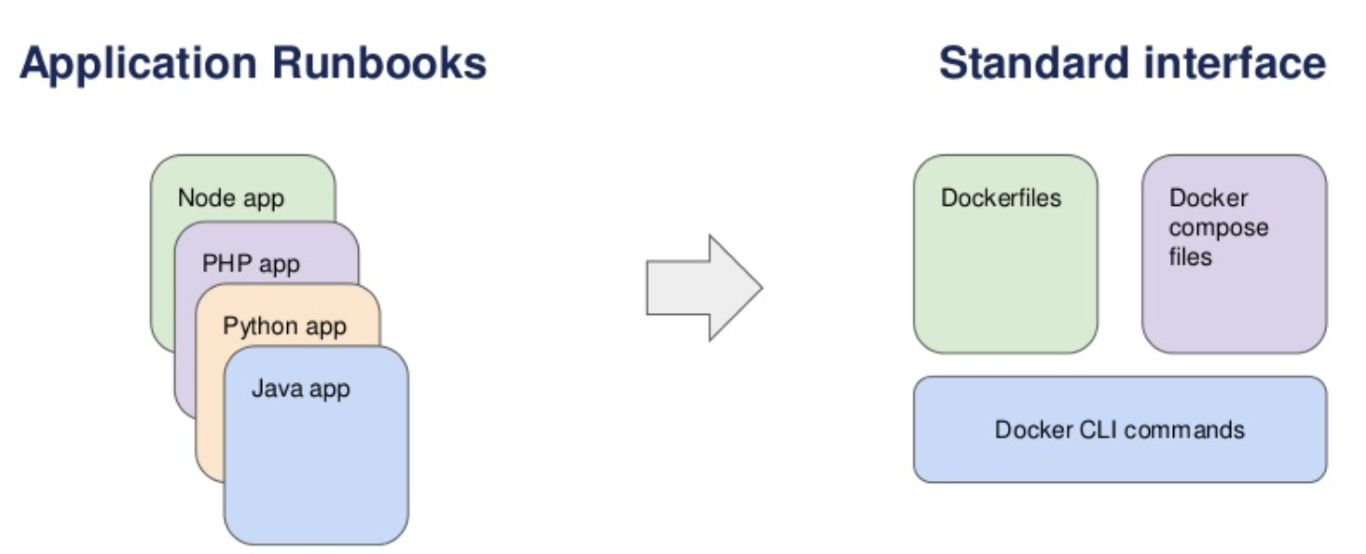 Application Runbooks
Standard interface
Node app
PHP app
Python app
Java app
Dockerfiles
Docker
compose
files
Docker CLI commands